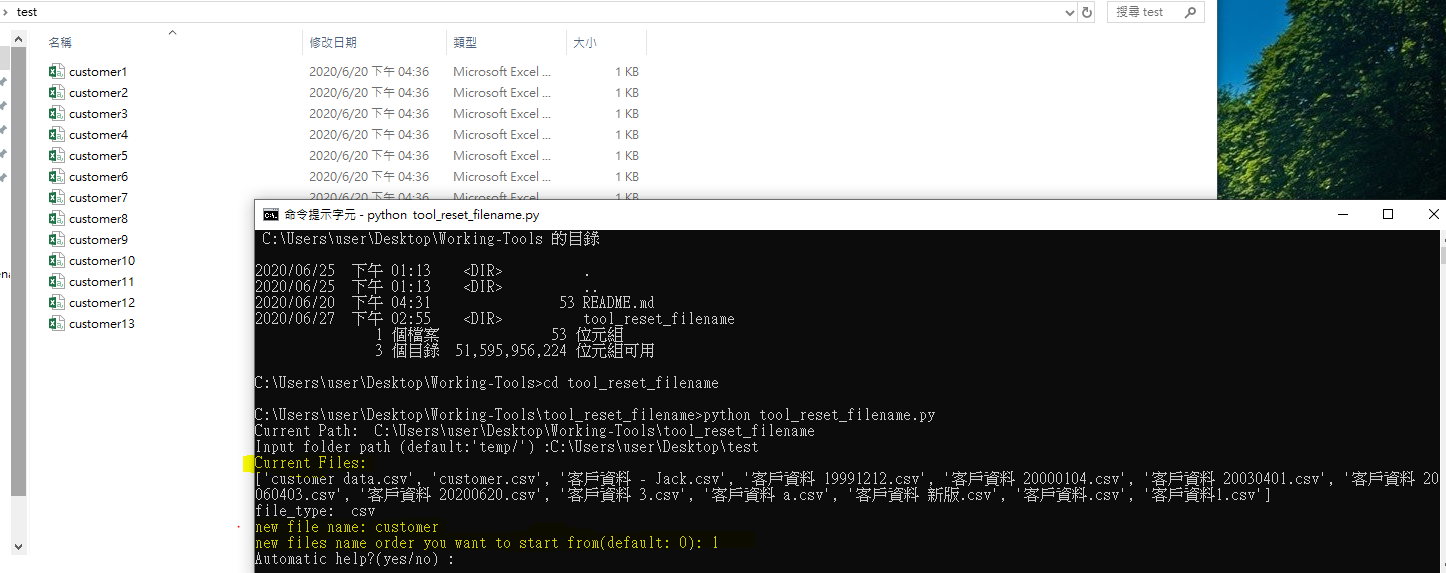 test
搜尋 test
名稱 修改日期 類型 大小
customer1 2020/6/20 下午 04:36 Microsoft Excel ... 1 KB
customer2 2020/6/20 下午 04:36 Microsoft Excel ... 1 KB
customer3 2020/6/20 下午 04:36 Microsoft Excel ... 1 KB
customer4 2020/6/20 下午 04:36 Microsoft Excel ... 1 KB
customer5 2020/6/20 下午 04:36 Microsoft Excel ... 1 KB
customer6 2020/6/20 下午 04:36 Microsoft Excel ... 1 KB
customer7 2020/6/20 下午 04:36 Microsoft Excel ... 1 KB
customer8
customer9
customer10
customer11
customer12
customer13
命令提示字元 - python tool_reset_filename.py
C:\Users\user\Desktop\Working-Tools 的目錄
2020/06/25 下午 01:13 <DIR> .
2020/06/25 下午 01:13 <DIR> ..
2020/06/20 下午 04:31 53 README.md
2020/06/27 下午 02:55 <DIR> tool_reset_filename
1 個檔案 53 位元組
3 個目錄 51,595,956,224 位元組可用
C:\Users\user\Desktop\Working-Tools>cd tool_reset_filename
C:\Users\user\Desktop\Working-Tools\tool_reset_filename>python tool_reset_filename.py
Current Path: C:\Users\user\Desktop\Working-Tools\tool_reset_filename
Input folder path (default:'temp/') :C:\Users\user\Desktop\test
Current Files:
['customer data.csv', 'customer.csv', '客戶資料 - Jack.csv', '客戶資料 19991212.csv', '客戶資料 20000104.csv', '客戶資料 20030401.csv', '客戶資料 20
060403.csv', '客戶資料 20200620.csv', '客戶資料 3.csv', '客戶資料 a.csv', '客戶資料 新版.csv', '客戶資料.csv', '客戶資料1.csv']
file_type: csv
new file name: customer
new files name order you want to start from(default: 0): 1
Automatic help?(yes/no) :